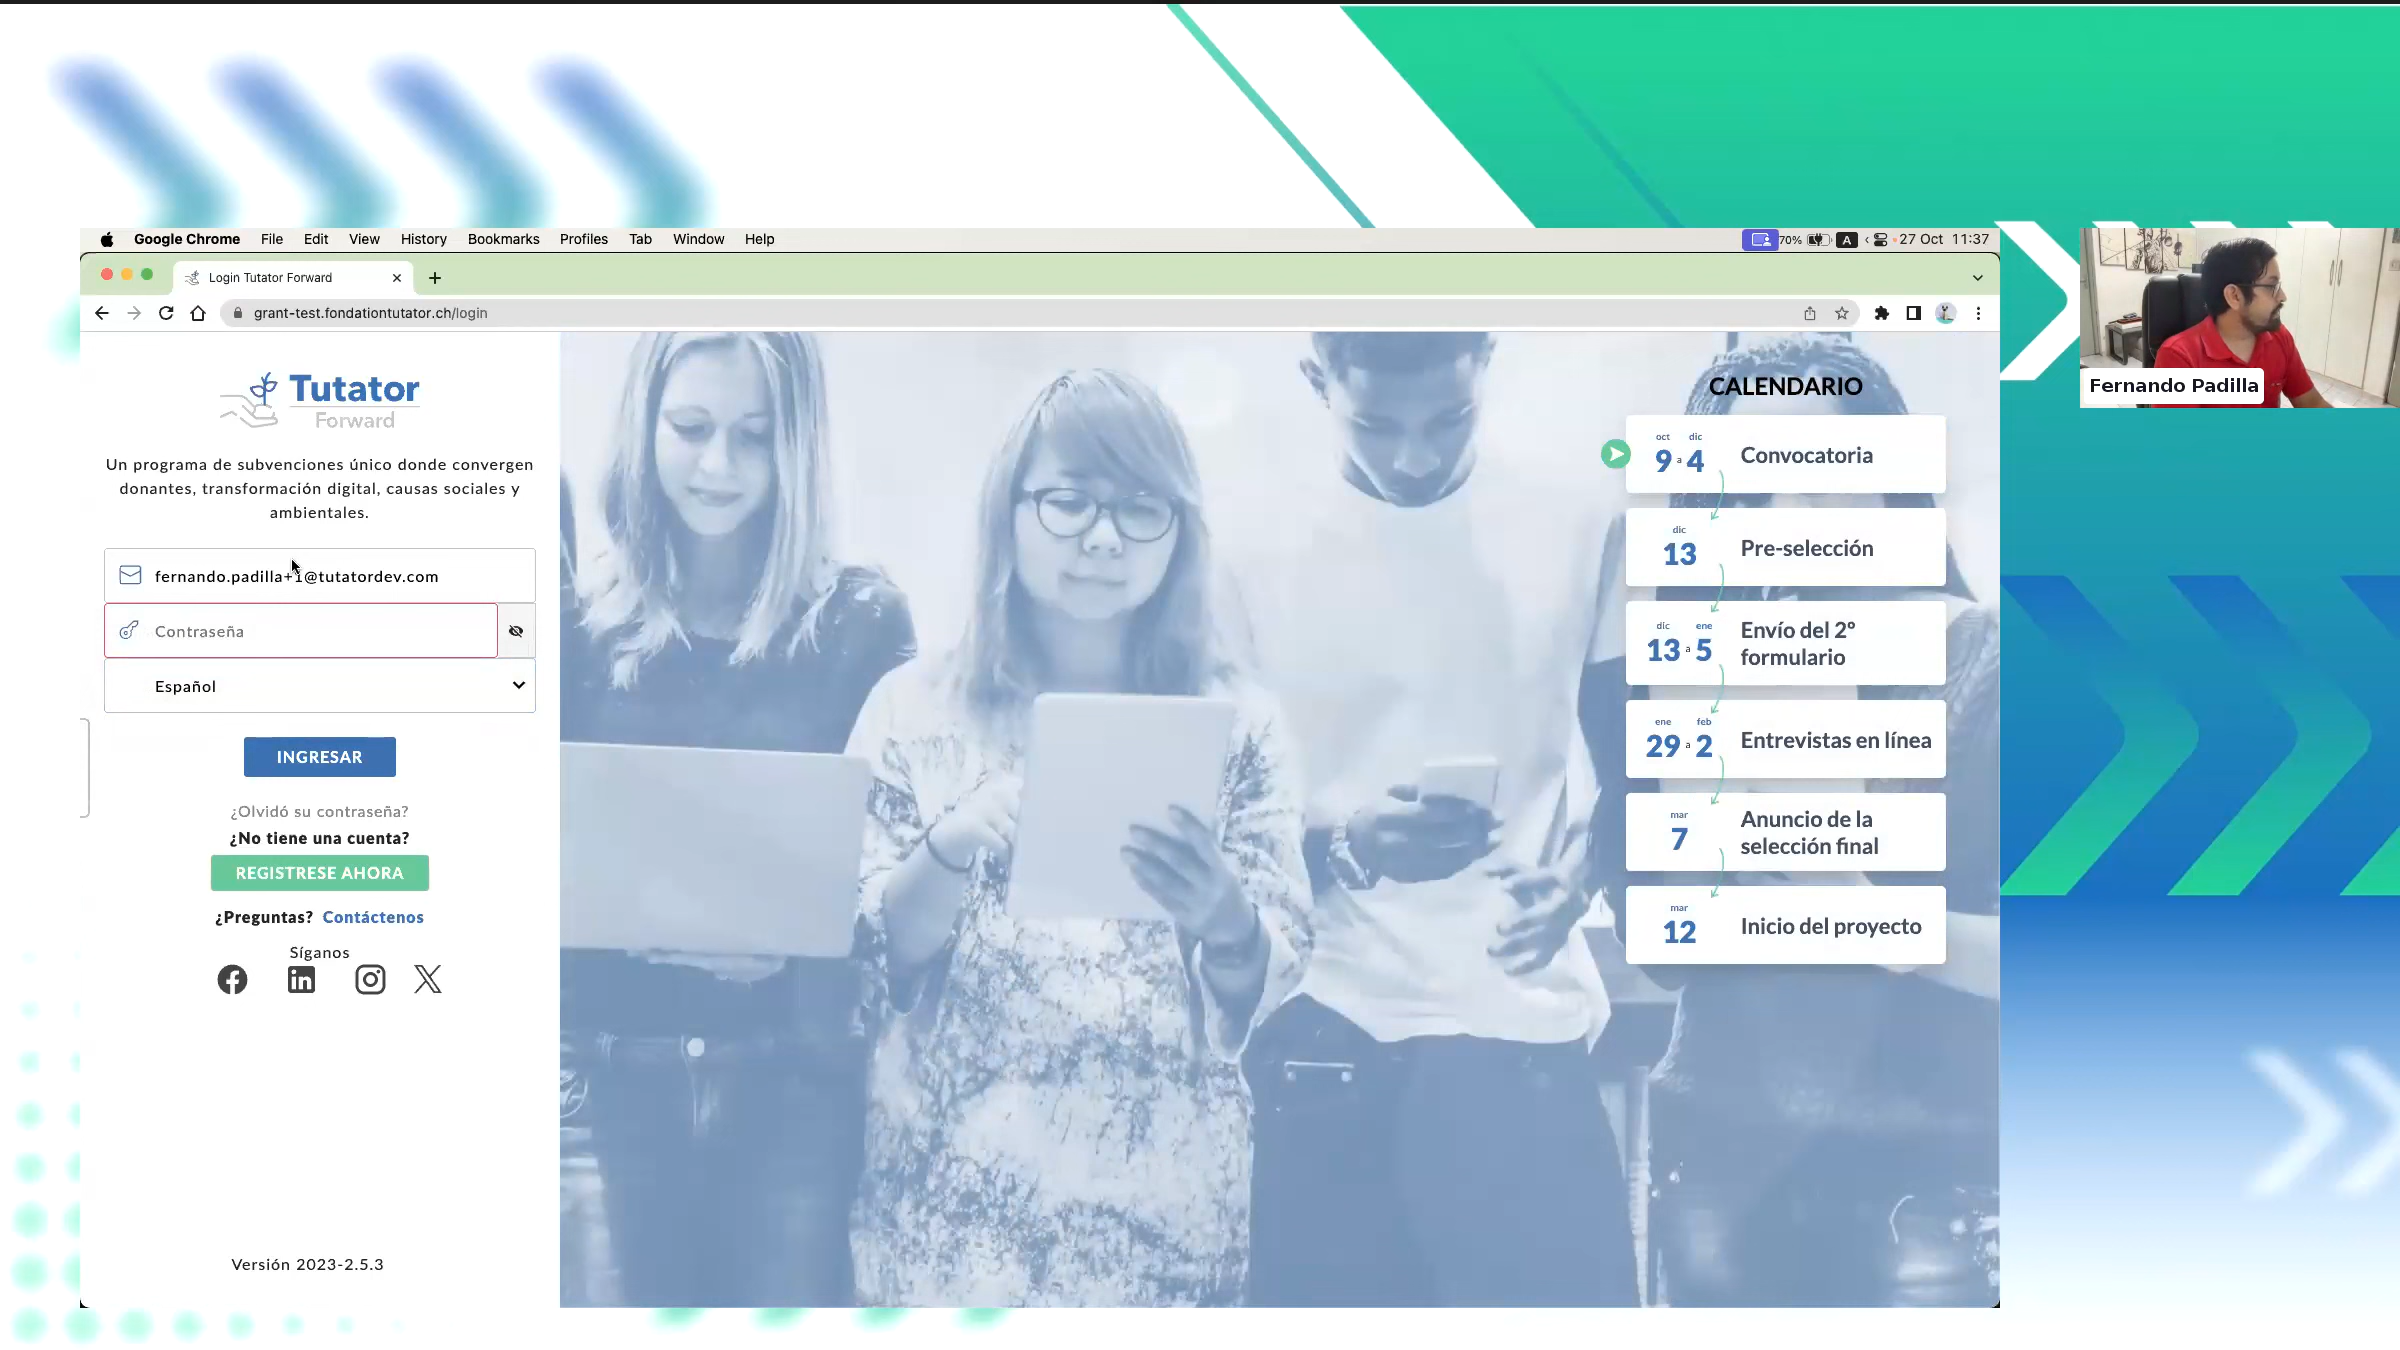 Google Chrome File Edit View History Bookmarks Profiles Tab Window Help
70% A 27 Oct 11:37
Login Tutator Forward
grant-test.fondationtutator.ch/login
Tutator
Forward
Un programa de subvenciones único donde convergen
donantes, transformación digital, causas sociales y
ambientales.
fernando.padilla+1@tutatordev.com
Contraseña
Español
INGRESAR
¿Olvidó su contraseña?
¿No tiene una cuenta?
REGISTRESE AHORA
¿Preguntas? Contáctenos
Síganos
Versión 2023-2.5.3
CALENDARIO
oct dic
9 a 4 Convocatoria
dic
13 Pre-selección
dic ene
13 a 5 Envío del 2º
formulario
ene feb
29 a 2 Entrevistas en línea
mar
7 Anuncio de la
selección final
mar
12 Inicio del proyecto
Fernando Padilla